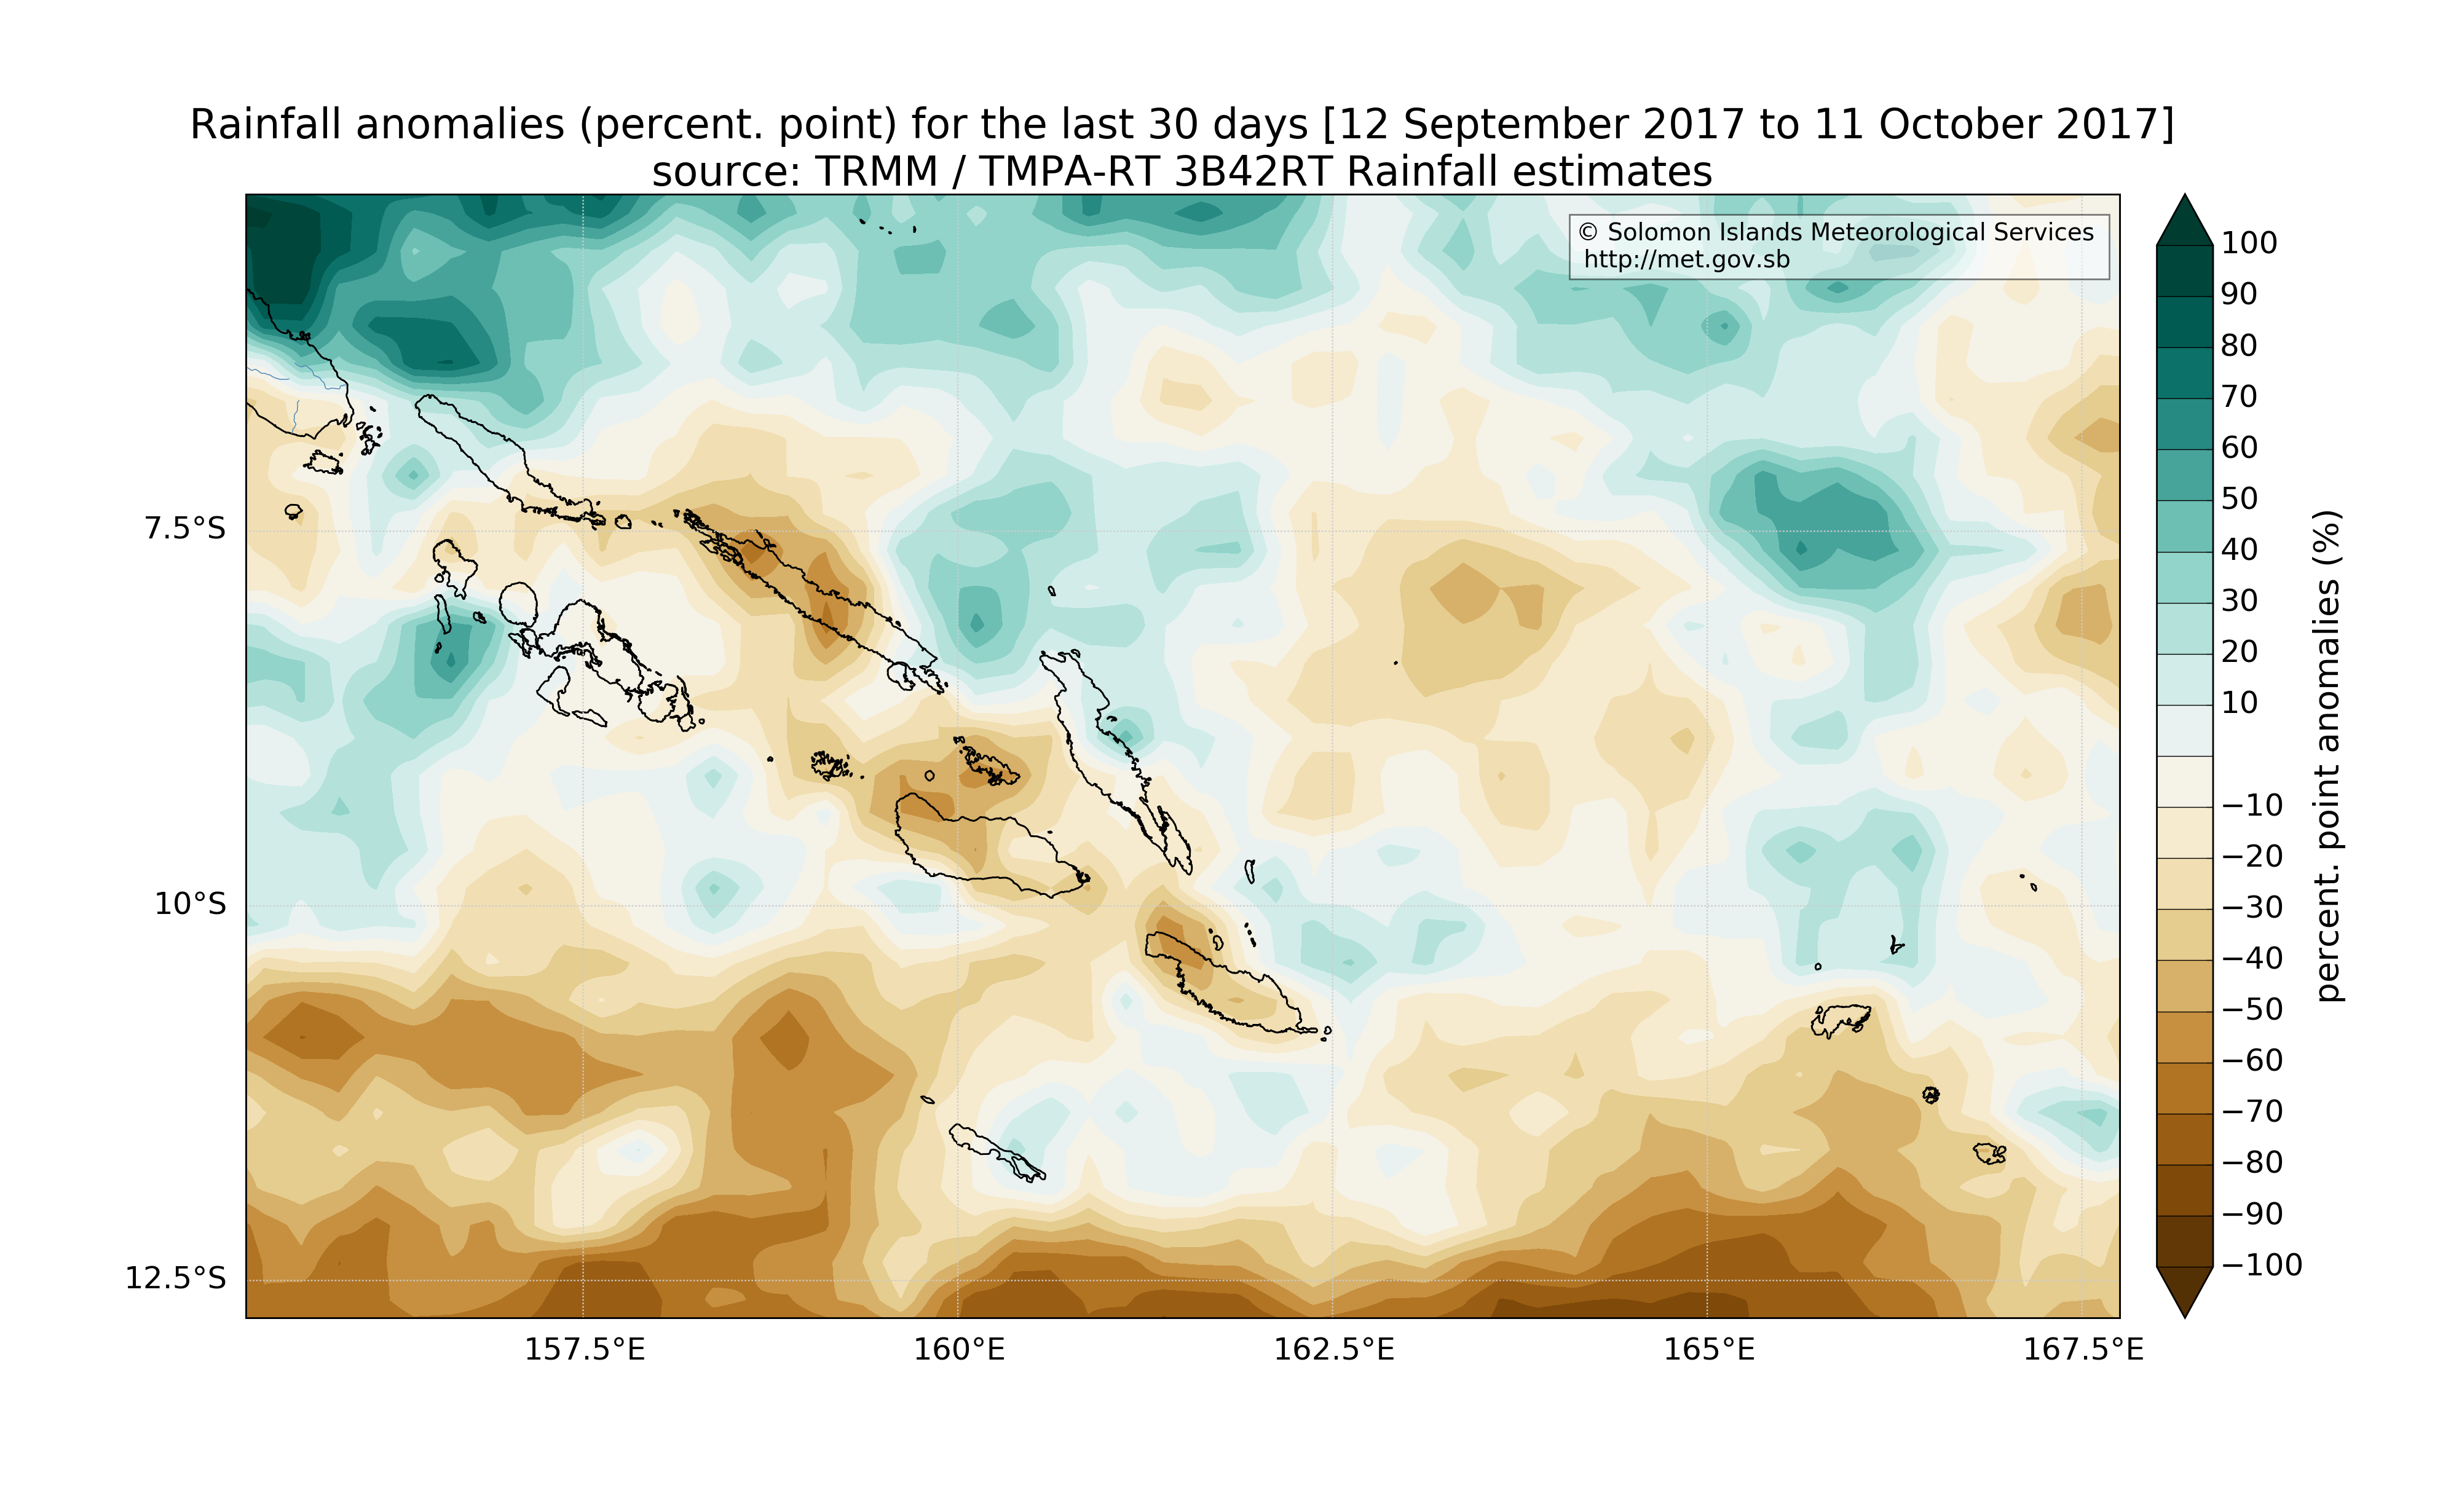 Rainfall anomalies (percent. point) for the last 30 days [12 September 2017 to 11 October 2017]
source: TRMM / TMPA-RT 3B42RT Rainfall estimates
© Solomon Islands Meteorological Services
http://met.gov.sb
7.5°S
10°S
12.5°S
157.5°E
160°E
162.5°E
165°E
167.5°E
100
90
80
70
60
50
40
30
20
10
−10
−20
−30
−40
−50
−60
−70
−80
−90
−100
percent. point anomalies (%)